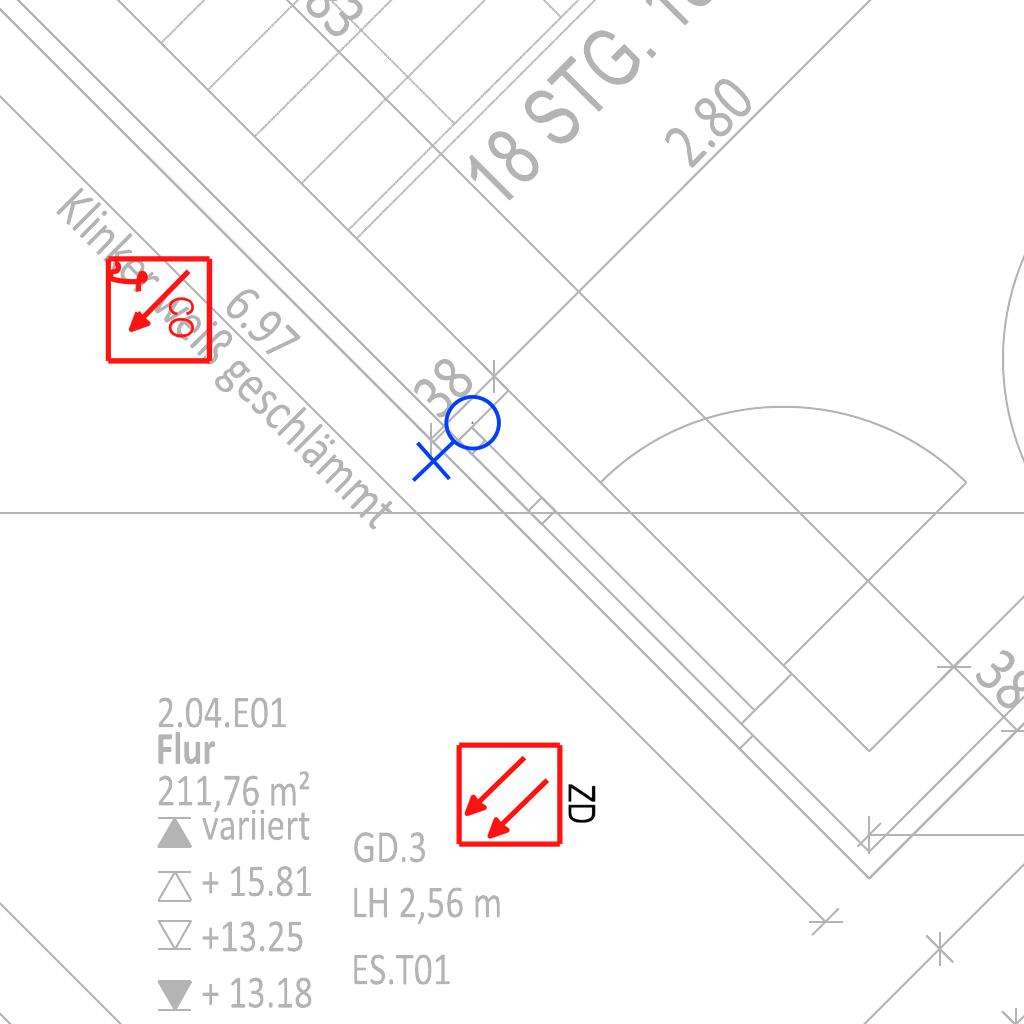 18 STG.
2.80
Klinker weiß geschlämmt
6.97
38
38
CO
2.04.E01
Flur
211,76 m²
variiert
+ 15.81
+13.25
+ 13.18
GD.3
LH 2,56 m
ES.T01
ZD